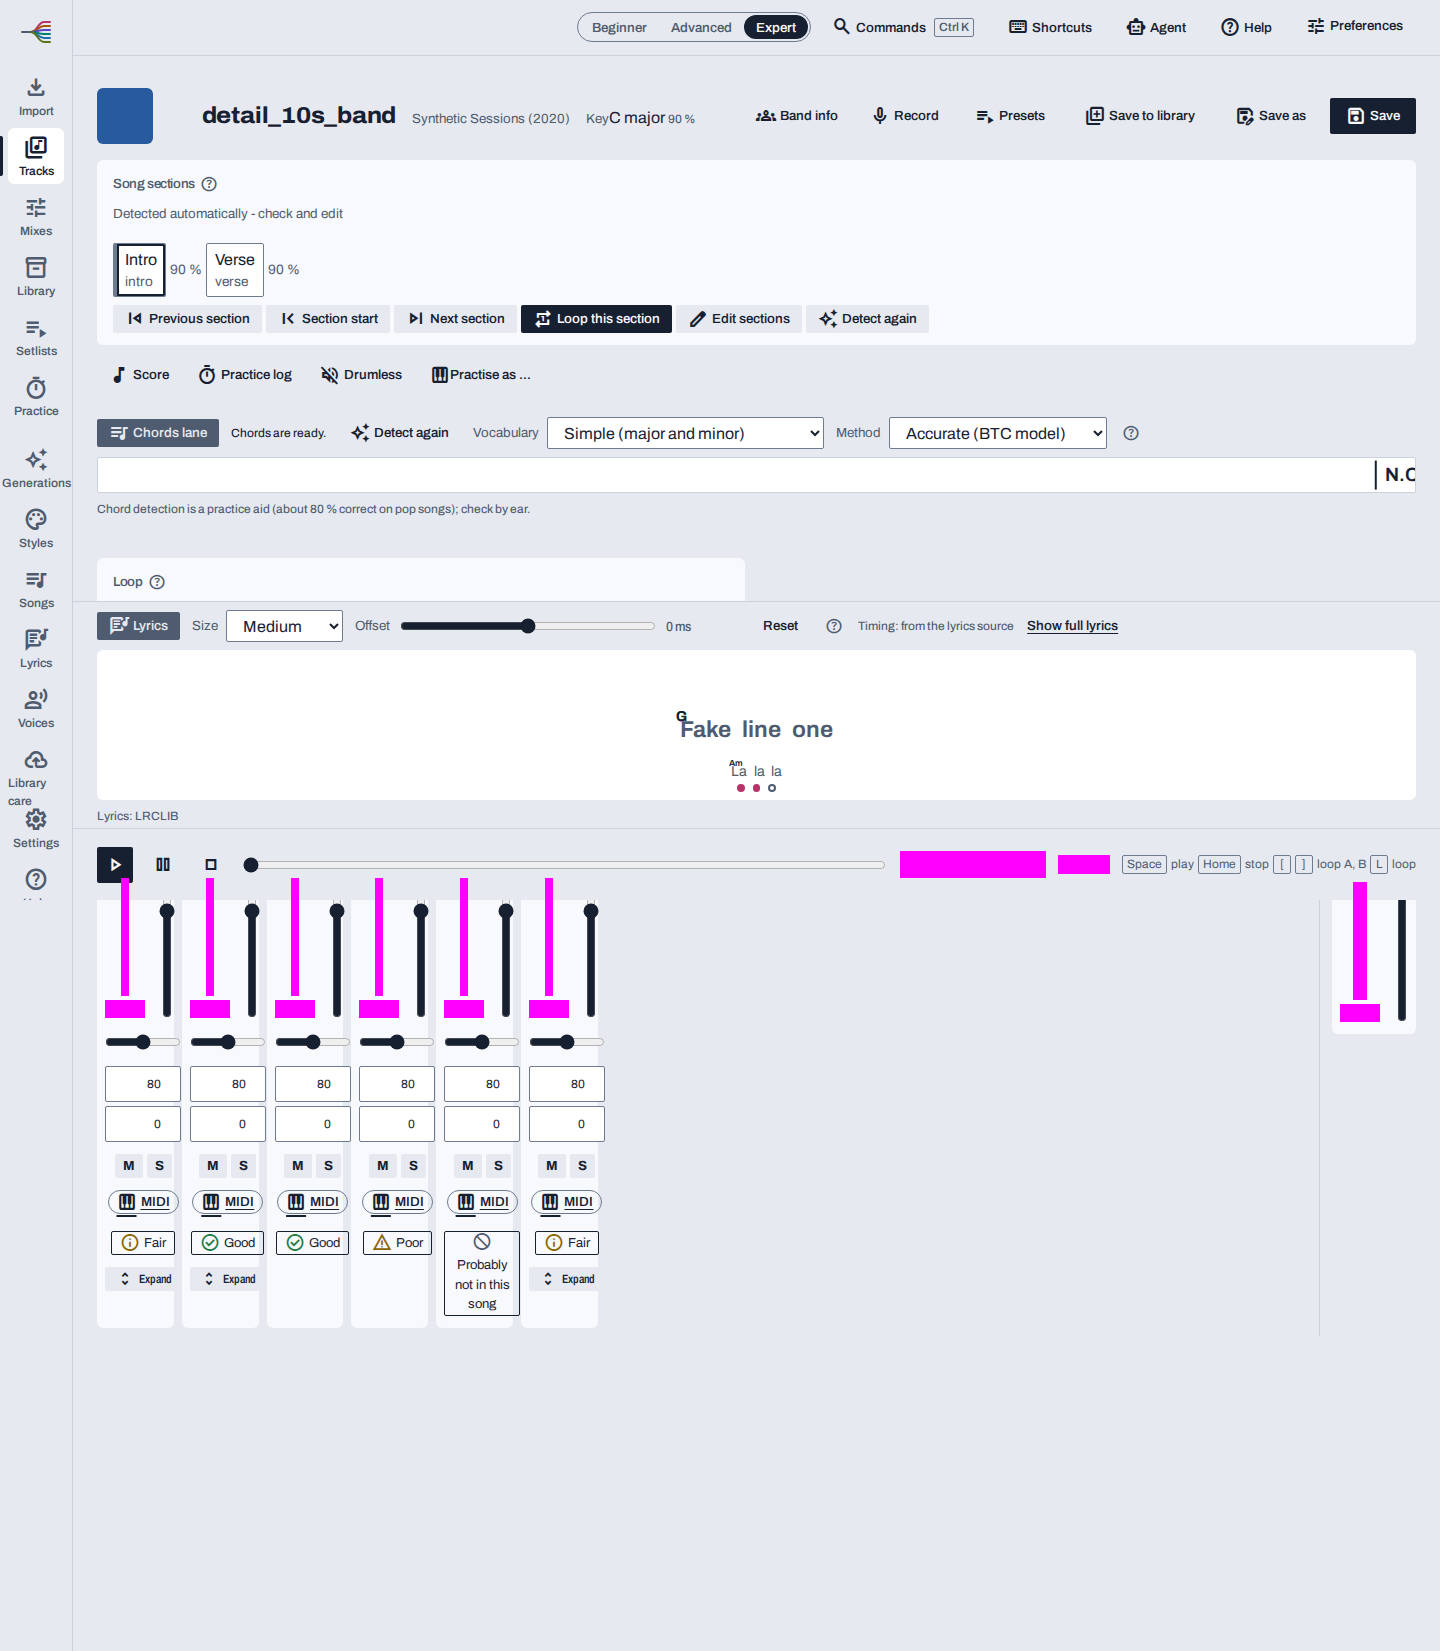 Beginner Advanced Expert Commands Ctrl K Shortcuts Agent Help Preferences
Import
Tracks
Mixes
Library
Setlists
Practice
Generations
Styles
Songs
Lyrics
Voices
Library
care
Settings
detail_10s_band Synthetic Sessions (2020) Key C major 90 % Band info Record Presets Save to library Save as Save
Song sections
Detected automatically - check and edit
Intro
intro
90 %
Verse
verse
90 %
Previous section Section start Next section Loop this section Edit sections Detect again
Score Practice log Drumless Practise as ...
Chords lane Chords are ready. Detect again Vocabulary Simple (major and minor) Method Accurate (BTC model)
N.C
Chord detection is a practice aid (about 80 % correct on pop songs); check by ear.
Loop
Lyrics Size Medium Offset 0 ms Reset Timing: from the lyrics source Show full lyrics
G
Fake line one
Am
La la la
Lyrics: LRCLIB
Space play Home stop [ ] loop A, B L loop
80 80 80 80 80 80
0 0 0 0 0 0
M S M S M S M S M S M S
MIDI MIDI MIDI MIDI MIDI MIDI
Fair Good Good Poor Probably not in this song Fair
Expand Expand Expand